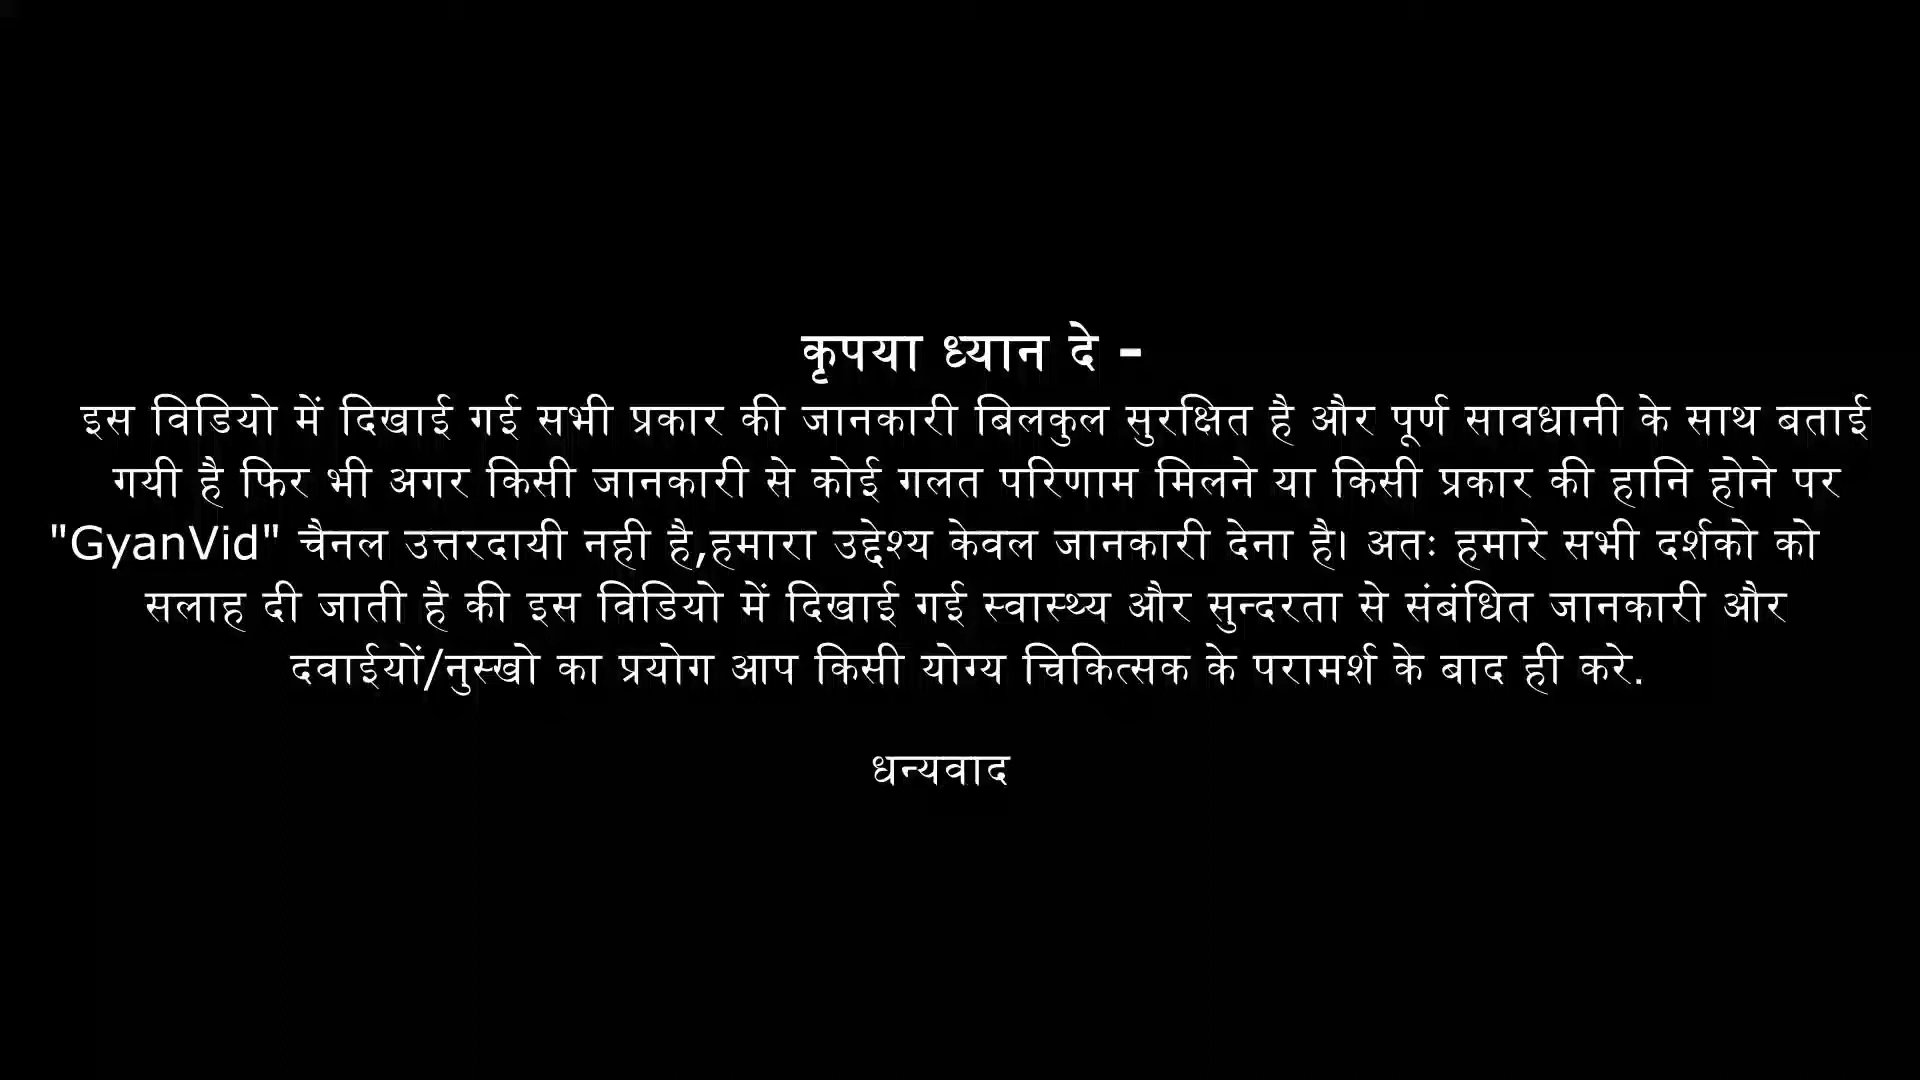 कृपया ध्यान दे -
इस विडियो में दिखाई गई सभी प्रकार की जानकारी बिलकुल सुरक्षित है और पूर्ण सावधानी के साथ बताई
गयी है फिर भी अगर किसी जानकारी से कोई गलत परिणाम मिलने या किसी प्रकार की हानि होने पर
"GyanVid" चैनल उत्तरदायी नही है,हमारा उद्देश्य केवल जानकारी देना है। अतः हमारे सभी दर्शको को
सलाह दी जाती है की इस विडियो में दिखाई गई स्वास्थ्य और सुन्दरता से संबंधित जानकारी और
दवाईयों/नुस्खो का प्रयोग आप किसी योग्य चिकित्सक के परामर्श के बाद ही करे.
धन्यवाद